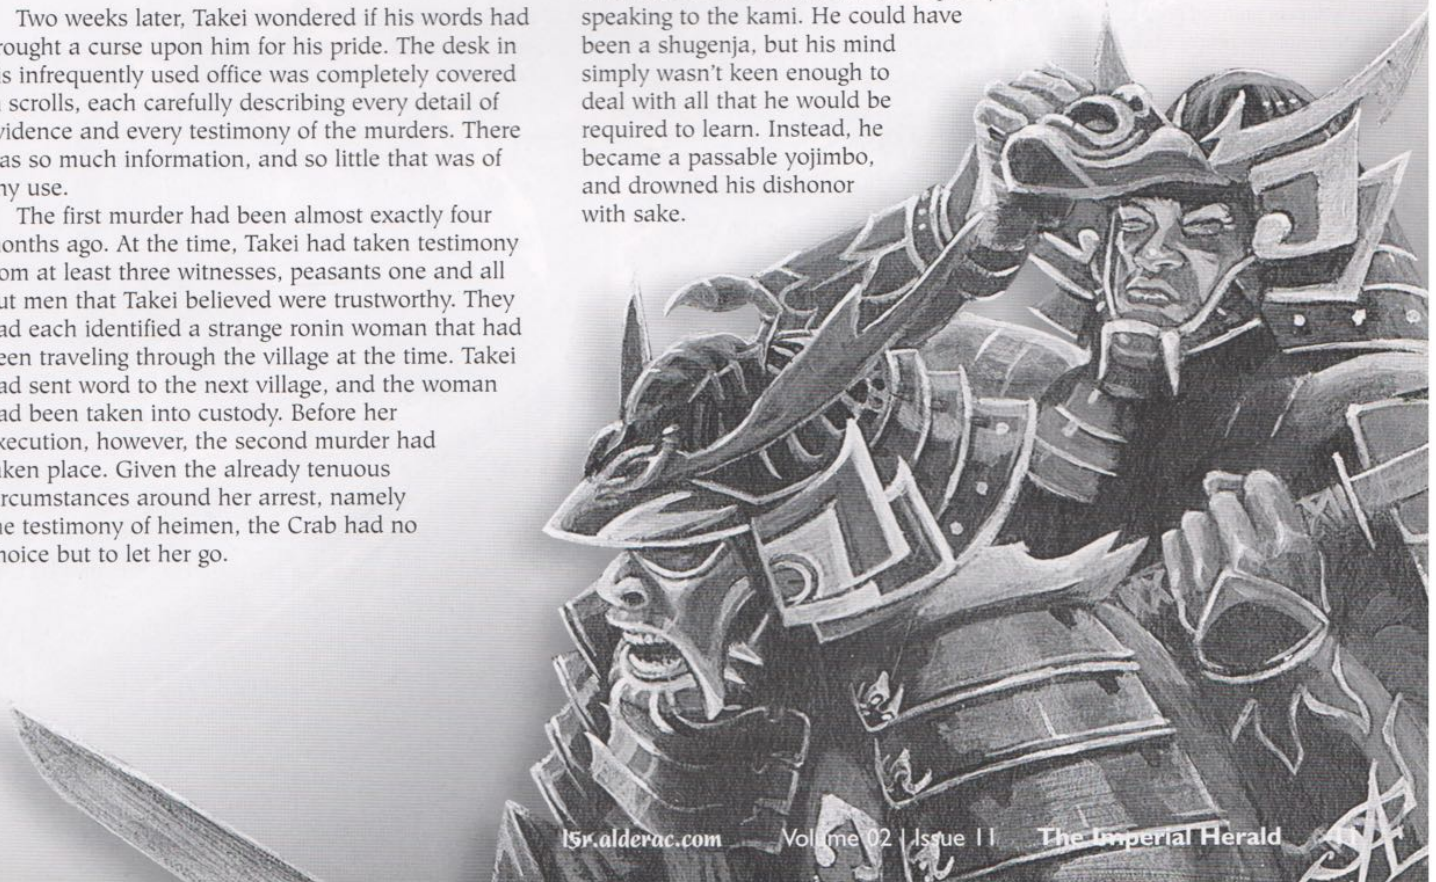 Two weeks later, Takei wondered if his words had
rought a curse upon him for his pride. The desk in
is infrequently used office was completely covered
scrolls, each carefully describing every detail of
vidence and every testimony of the murders. There
as so much information, and so little that was of
ny use.
The first murder had been almost exactly four
onths ago. At the time, Takei had taken testimony
om at least three witnesses, peasants one and all
ut men that Takei believed were trustworthy. They
ad each identified a strange ronin woman that had
een traveling through the village at the time. Takei
ad sent word to the next village, and the woman
ad been taken into custody. Before her
xecution, however, the second murder had
aken place. Given the already tenuous
ircumstances around her arrest, namely
he testimony of heimen, the Crab had no
hoice but to let her go.
speaking to the kami. He could have
been a shugenja, but his mind
simply wasn't keen enough to
deal with all that he would be
required to learn. Instead, he
became a passable yojimbo,
and drowned his dishonor
with sake.
l5r.alderac.com Volume 02 | Issue 11 The Imperial Herald 11